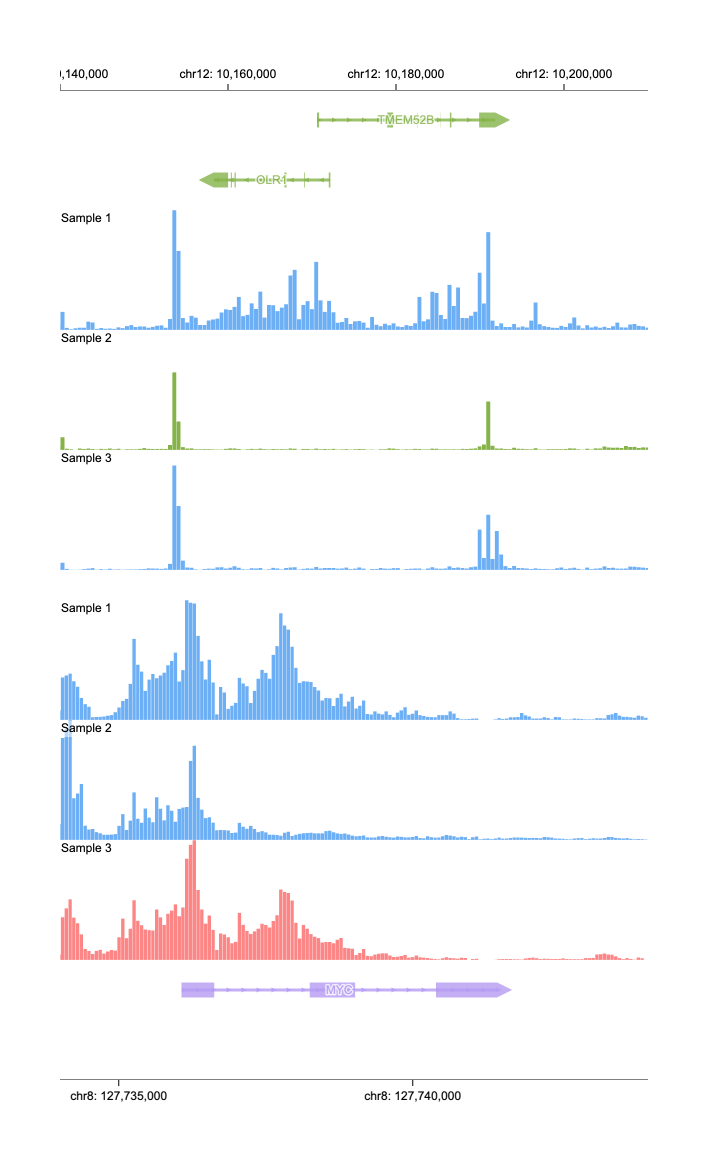 0,140,000 chr12: 10,160,000 chr12: 10,180,000 chr12: 10,200,000
TMEM52B
OLR1
Sample 1
Sample 2
Sample 3
Sample 1
Sample 2
Sample 3
MYC
chr8: 127,735,000 chr8: 127,740,000